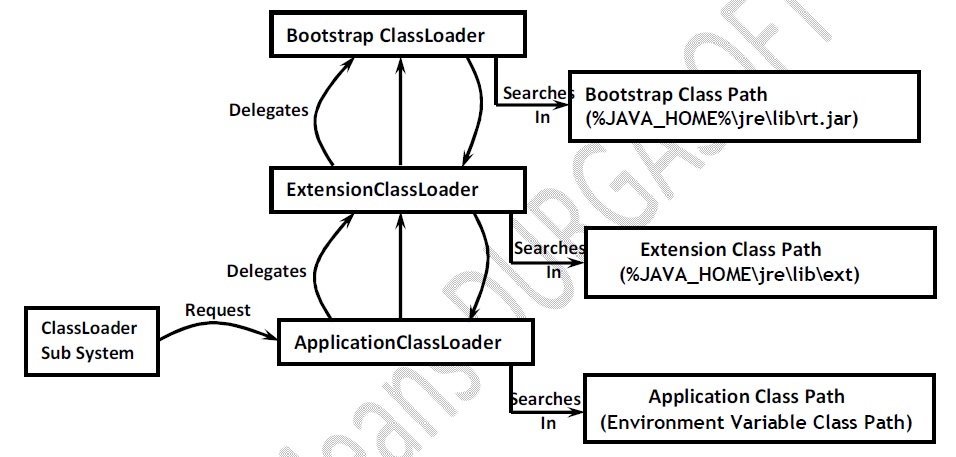 Bootstrap ClassLoader
Delegates
Searches
In
Bootstrap Class Path
(%JAVA_HOME%\jre\lib\rt.jar)
ExtensionClassLoader
Delegates
Searches
In
Extension Class Path
(%JAVA_HOME\jre\lib\ext)
ClassLoader
Sub System
Request
ApplicationClassLoader
Searches
In
Application Class Path
(Environment Variable Class Path)
means DURGASOFT